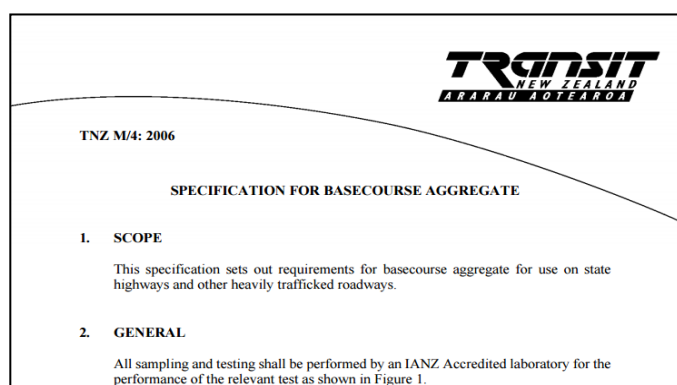 TRANSIT
NEW ZEALAND
ARARAU AOTEAROA
TNZ M/4: 2006
SPECIFICATION FOR BASECOURSE AGGREGATE
1. SCOPE
This specification sets out requirements for basecourse aggregate for use on state
highways and other heavily trafficked roadways.
2. GENERAL
All sampling and testing shall be performed by an IANZ Accredited laboratory for the
performance of the relevant test as shown in Figure 1.